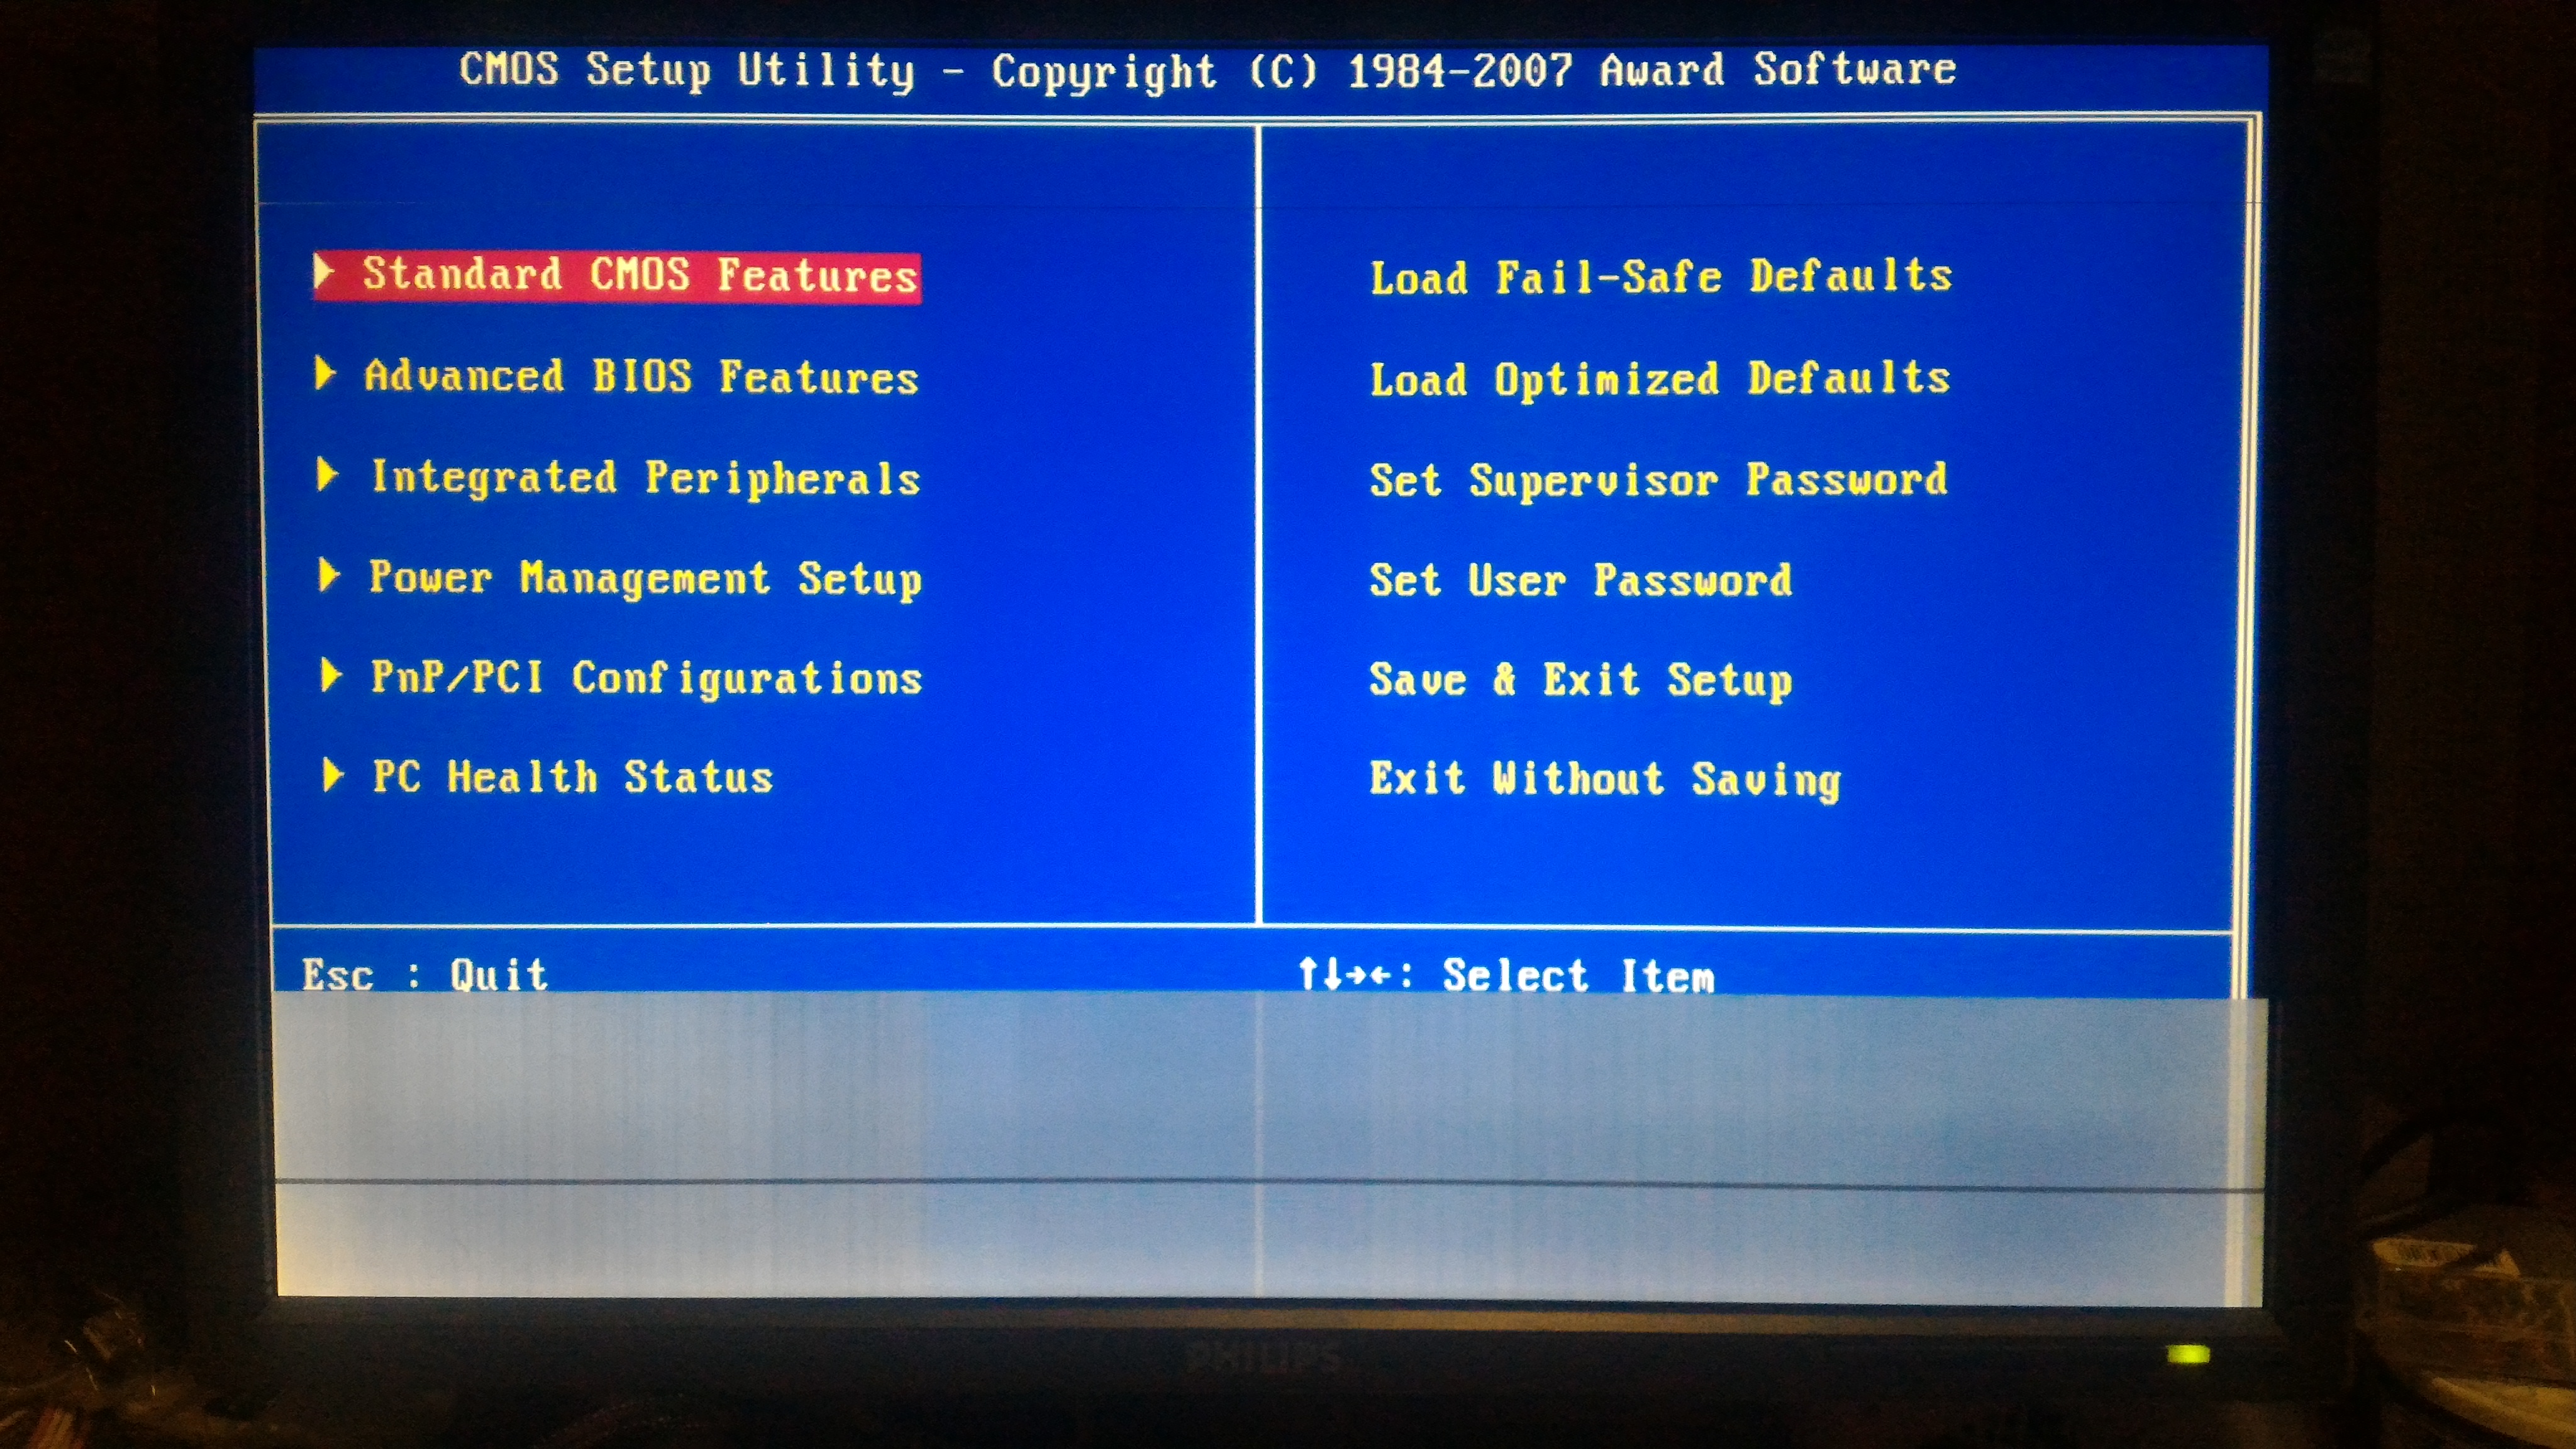 CMOS Setup Utility - Copyright (C) 1984-2007 Award Software
Standard CMOS Features
Advanced BIOS Features
Integrated Peripherals
Power Management Setup
PnP/PCI Configurations
PC Health Status
Load Fail-Safe Defaults
Load Optimized Defaults
Set Supervisor Password
Set User Password
Save & Exit Setup
Exit Without Saving
Esc : Quit
↑↓→←: Select Item
PHILIPS